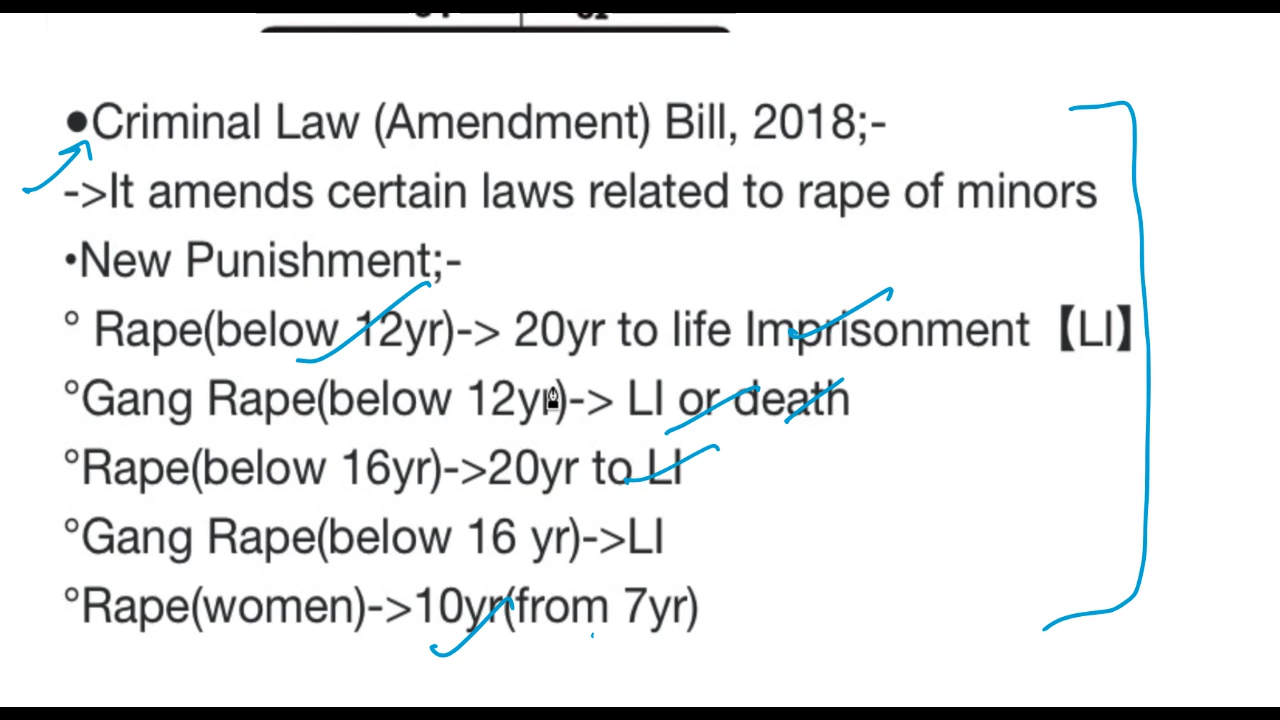 ●Criminal Law (Amendment) Bill, 2018;-
->It amends certain laws related to rape of minors
•New Punishment;-
° Rape(below 12yr)-> 20yr to life Imprisonment【LI】
°Gang Rape(below 12yr)-> LI or death
°Rape(below 16yr)->20yr to LI
°Gang Rape(below 16 yr)->LI
°Rape(women)->10yr(from 7yr)